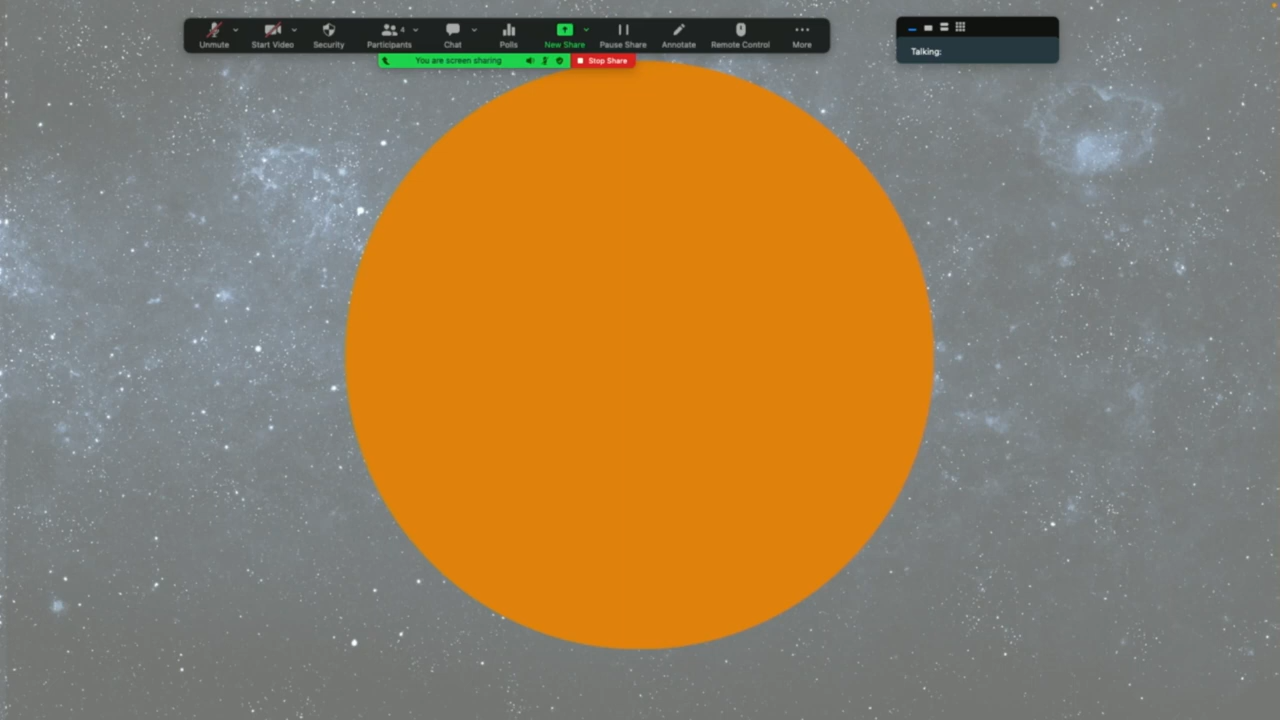 4
Unmute Start Video Security Participants Chat Polls New Share Pause Share Annotate Remote Control More
You are screen sharing Stop Share
Talking: